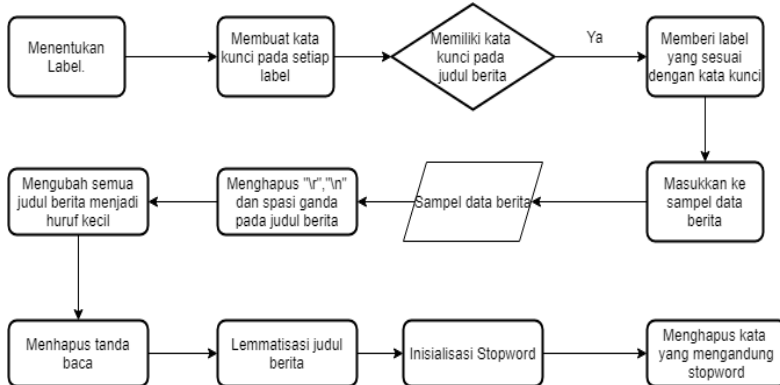 Menentukan
Label.
Membuat kata
kunci pada setiap
label
Memiliki kata
kunci pada
judul berita
Ya
Memberi label
yang sesuai
dengan kata kunci
Masukkan ke
sampel data
berita
Sampel data berita
Menghapus "\r","\n"
dan spasi ganda
pada judul berita
Mengubah semua
judul berita menjadi
huruf kecil
Menhapus tanda
baca
Lemmatisasi judul
berita
Inisialisasi Stopword
Menghapus kata
yang mengandung
stopword